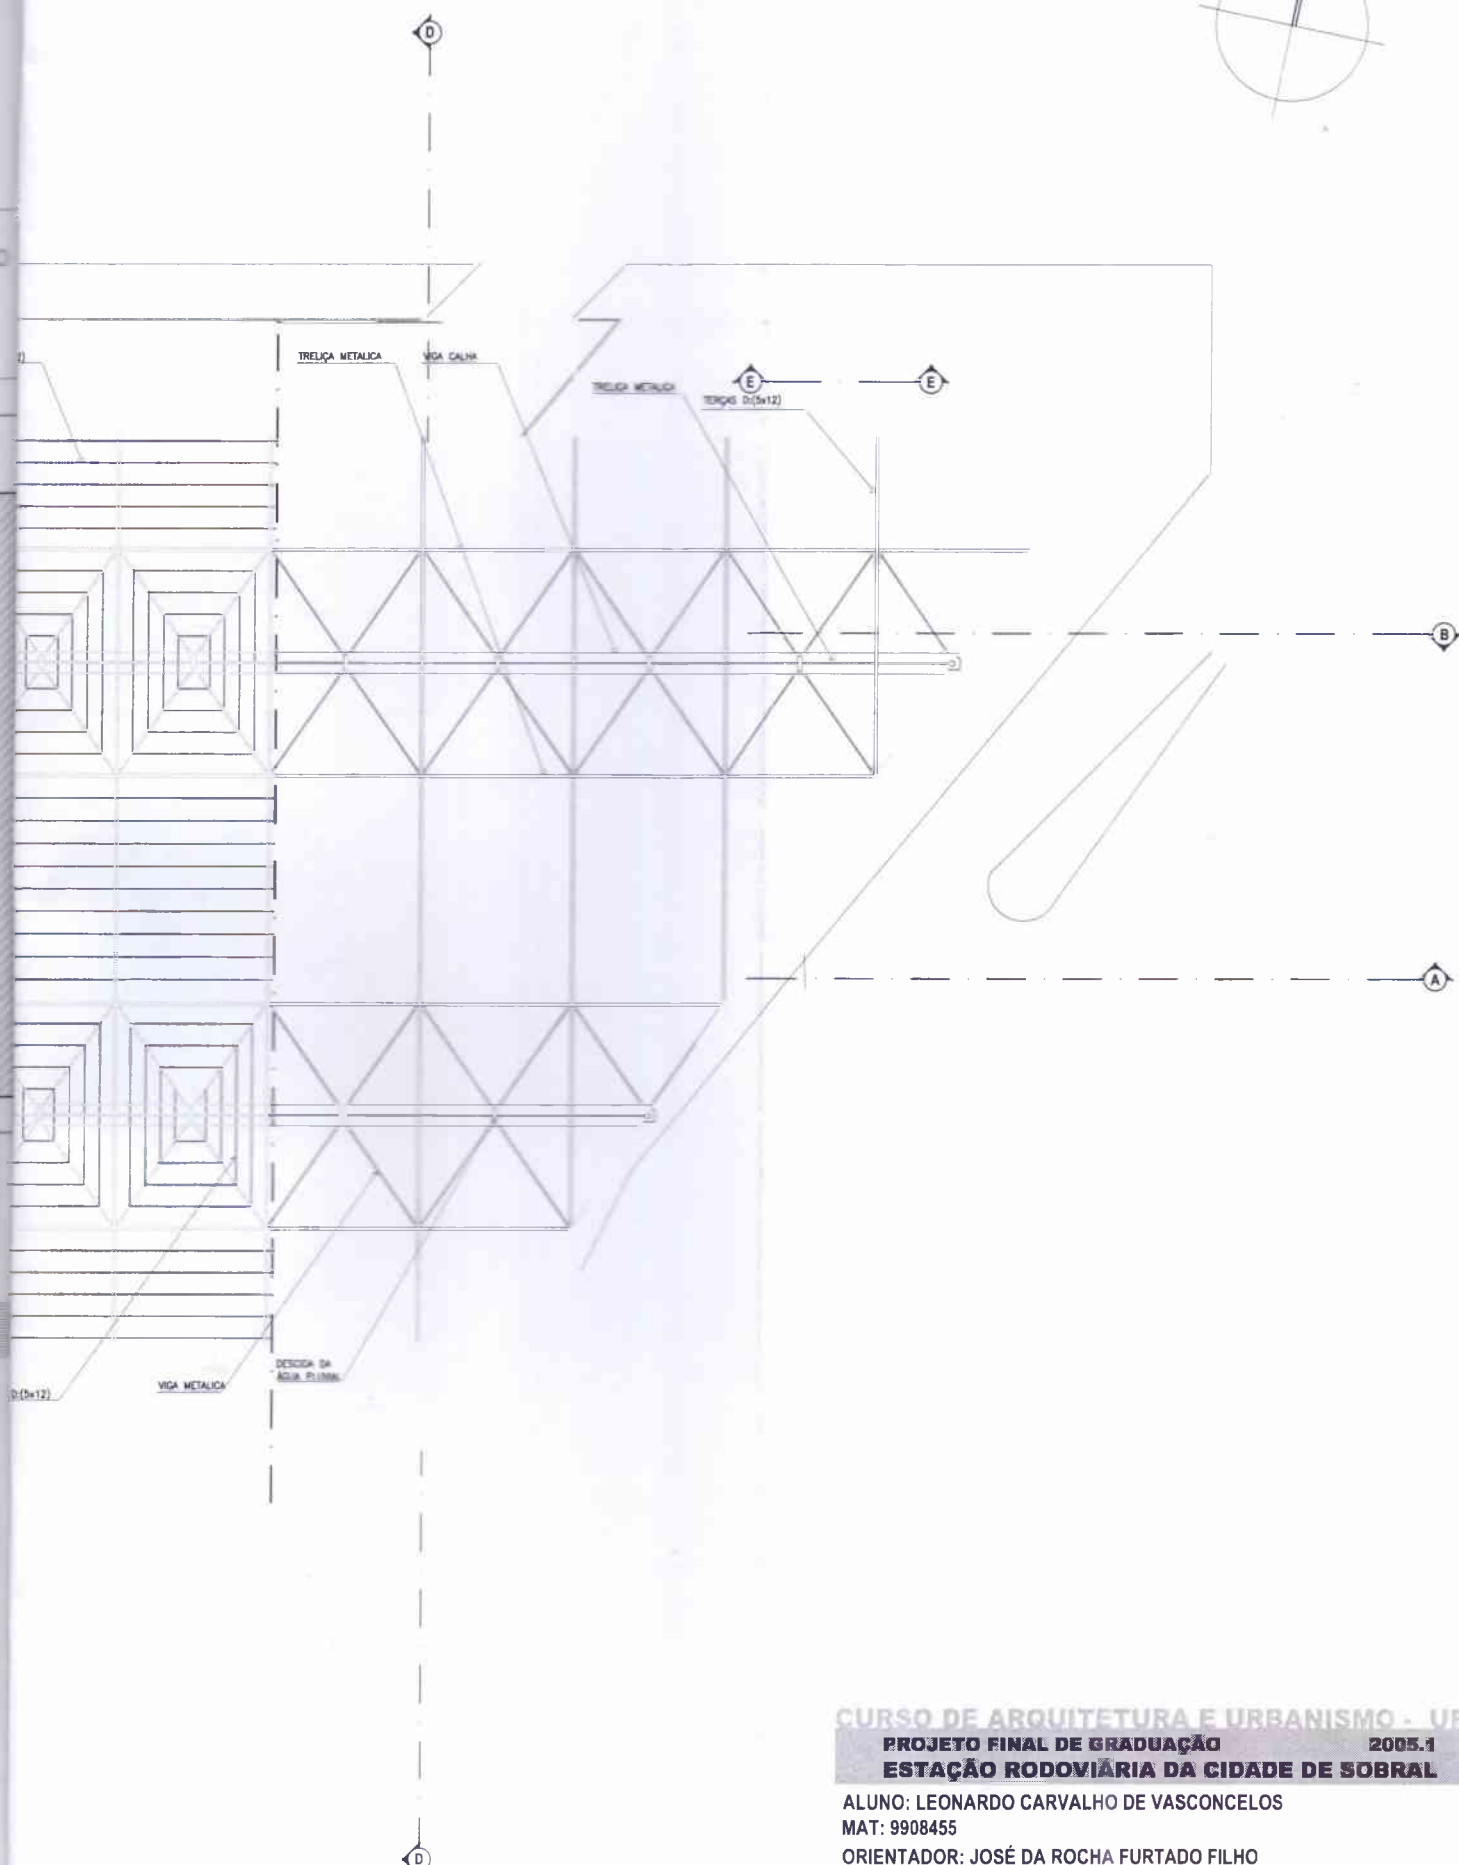 D
TRELIÇA METALICA
VIGA CALHA
TRELIÇA METALICA
E
E
TERÇAS D:(5x12)
B
A
DESCIDA DA
ÁGUA PLUVIAL
VIGA METALICA
D:(5x12)
CURSO DE ARQUITETURA E URBANISMO -
PROJETO FINAL DE GRADUAÇÃO 2005.1
ESTAÇÃO RODOVIÁRIA DA CIDADE DE SOBRAL
ALUNO: LEONARDO CARVALHO DE VASCONCELOS
MAT: 9908455
ORIENTADOR: JOSÉ DA ROCHA FURTADO FILHO
D